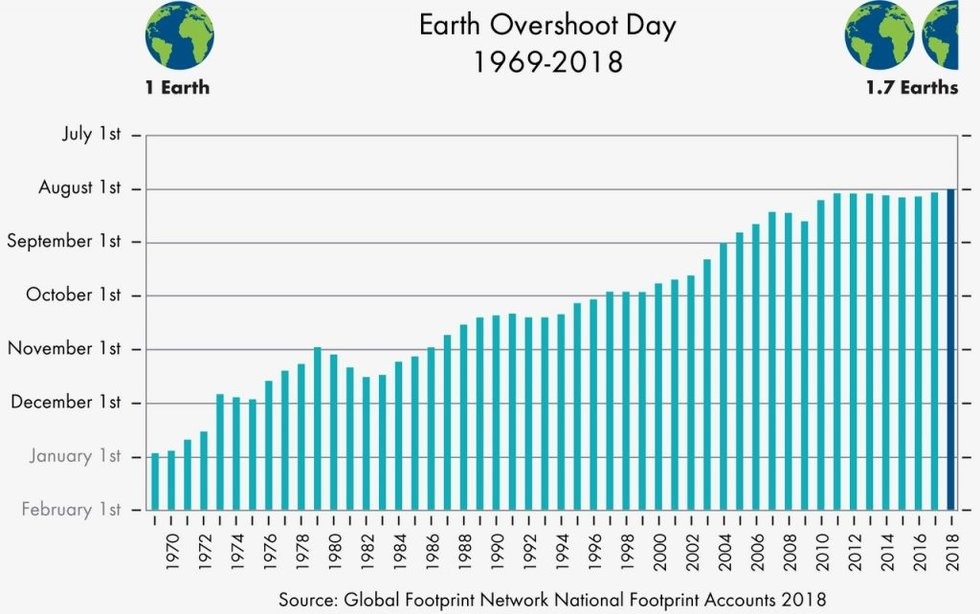 Earth Overshoot Day
1969-2018
1 Earth
1.7 Earths
July 1st
August 1st
September 1st
October 1st
November 1st
December 1st
January 1st
February 1st
1970
1972
1974
1976
1978
1980
1982
1984
1986
1988
1990
1992
1994
1996
1998
2000
2002
2004
2006
2008
2010
2012
2014
2016
2018
Source: Global Footprint Network National Footprint Accounts 2018